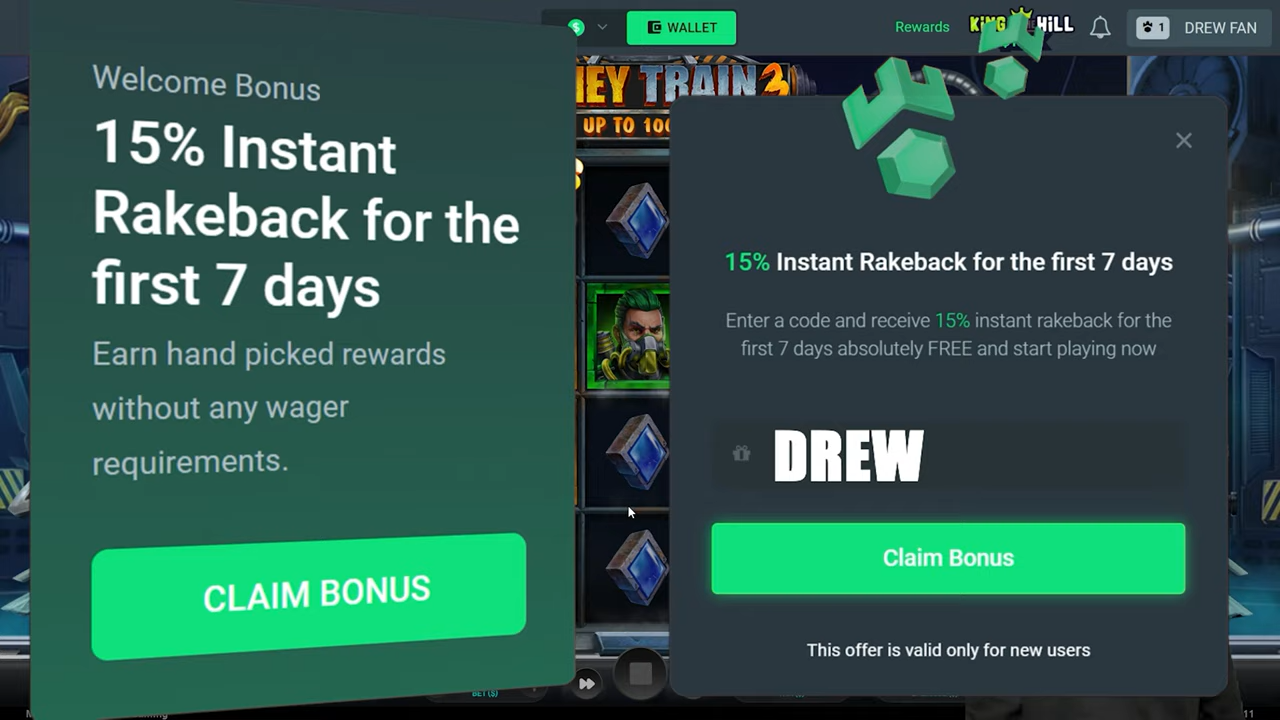 WALLET
Rewards
KING HILL
1
DREW FAN
Welcome Bonus
15% Instant
Rakeback for the
first 7 days
Earn hand picked rewards
without any wager
requirements.
CLAIM BONUS
TRAIN 3
UP TO
15% Instant Rakeback for the first 7 days
Enter a code and receive 15% instant rakeback for the
first 7 days absolutely FREE and start playing now
DREW
Claim Bonus
This offer is valid only for new users
BET($)